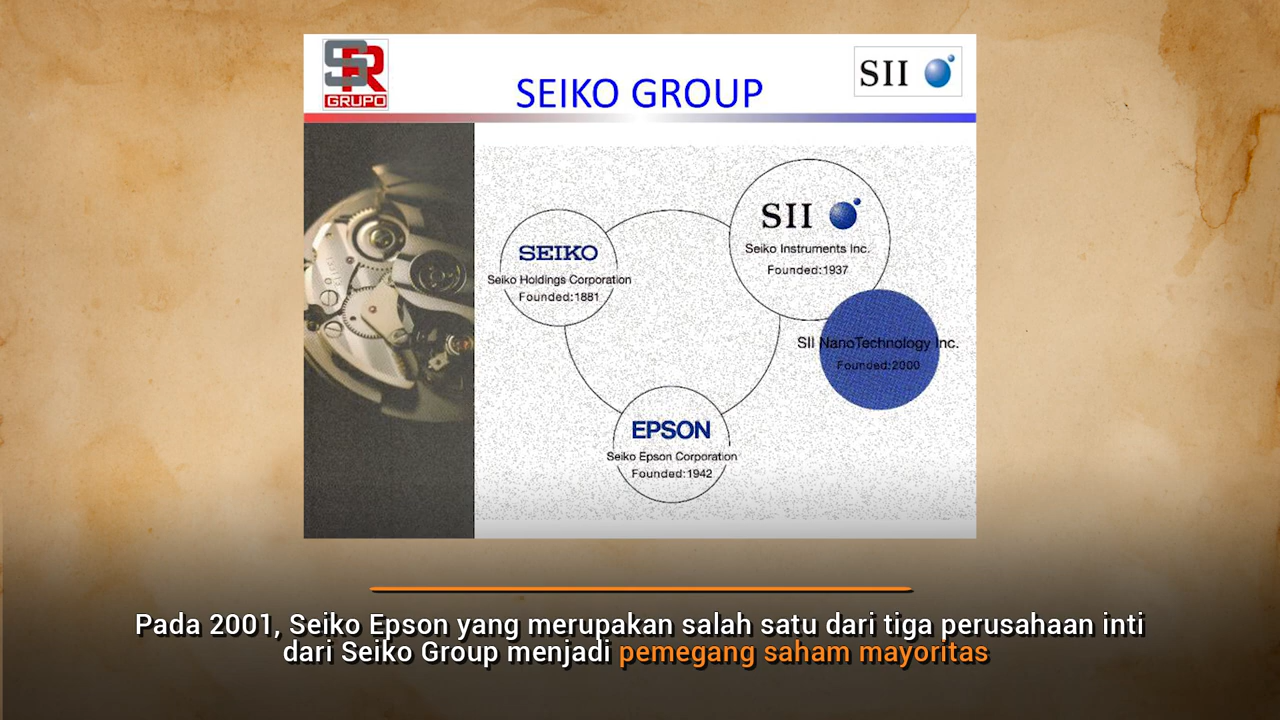 SR
GRUPO
SEIKO GROUP
SII
SEIKO
Seiko Holdings Corporation
Founded:1881
SII
Seiko Instruments Inc.
Founded:1937
SII NanoTechnology Inc.
Founded:2000
EPSON
Seiko Epson Corporation
Founded:1942
Pada 2001, Seiko Epson yang merupakan salah satu dari tiga perusahaan inti
dari Seiko Group menjadi pemegang saham mayoritas